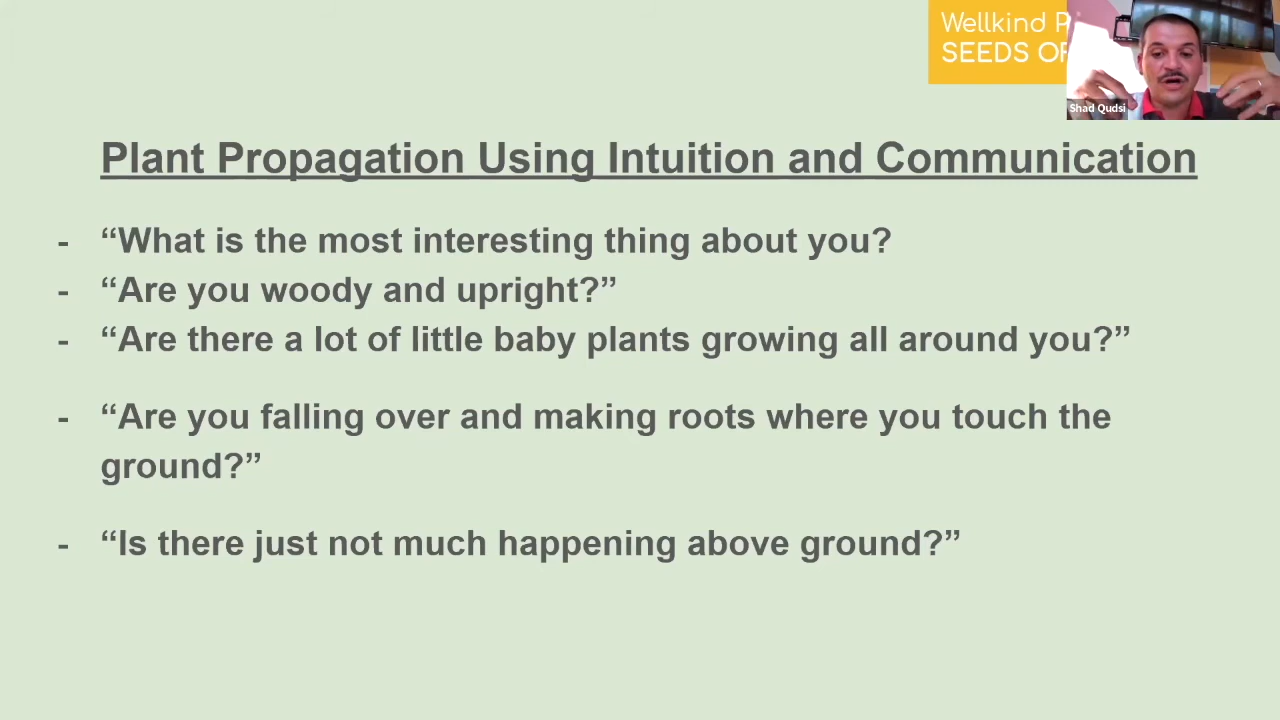 Wellkind
SEEDS
Shad Qudsi
Plant Propagation Using Intuition and Communication
- “What is the most interesting thing about you?
- “Are you woody and upright?”
- “Are there a lot of little baby plants growing all around you?”
- “Are you falling over and making roots where you touch the
ground?”
- “Is there just not much happening above ground?”